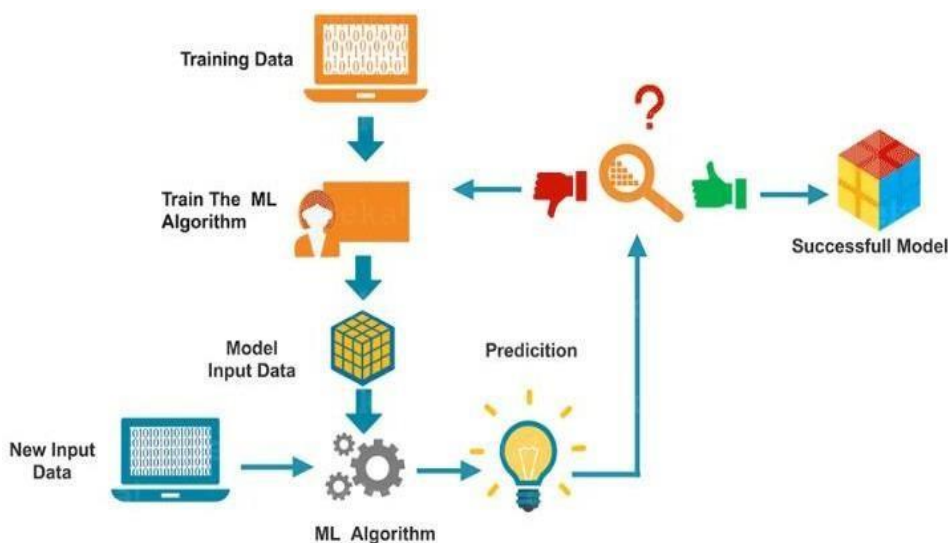 Training Data
?
Train The ML
Algorithm
Successfull Model
Model
Input Data
Predicition
New Input
Data
ML Algorithm